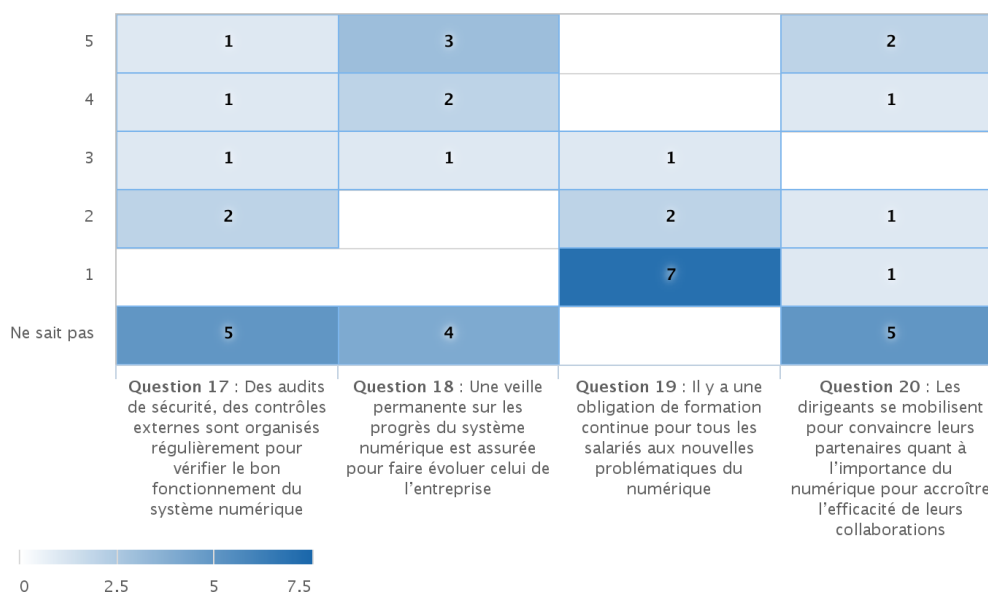 5 1 3 2
4 1 2 1
3 1 1 1
2 2 2 1
1 7 1
Ne sait pas 5 4 5
Question 17 : Des audits
de sécurité, des contrôles
externes sont organisés
régulièrement pour
vérifier le bon
fonctionnement du
système numérique
Question 18 : Une veille
permanente sur les
progrès du système
numérique est assurée
pour faire évoluer celui de
l'entreprise
Question 19 : Il y a une
obligation de formation
continue pour tous les
salariés aux nouvelles
problématiques du
numérique
Question 20 : Les
dirigeants se mobilisent
pour convaincre leurs
partenaires quant à
l'importance du
numérique pour accroître
l'efficacité de leurs
collaborations
0 2.5 5 7.5